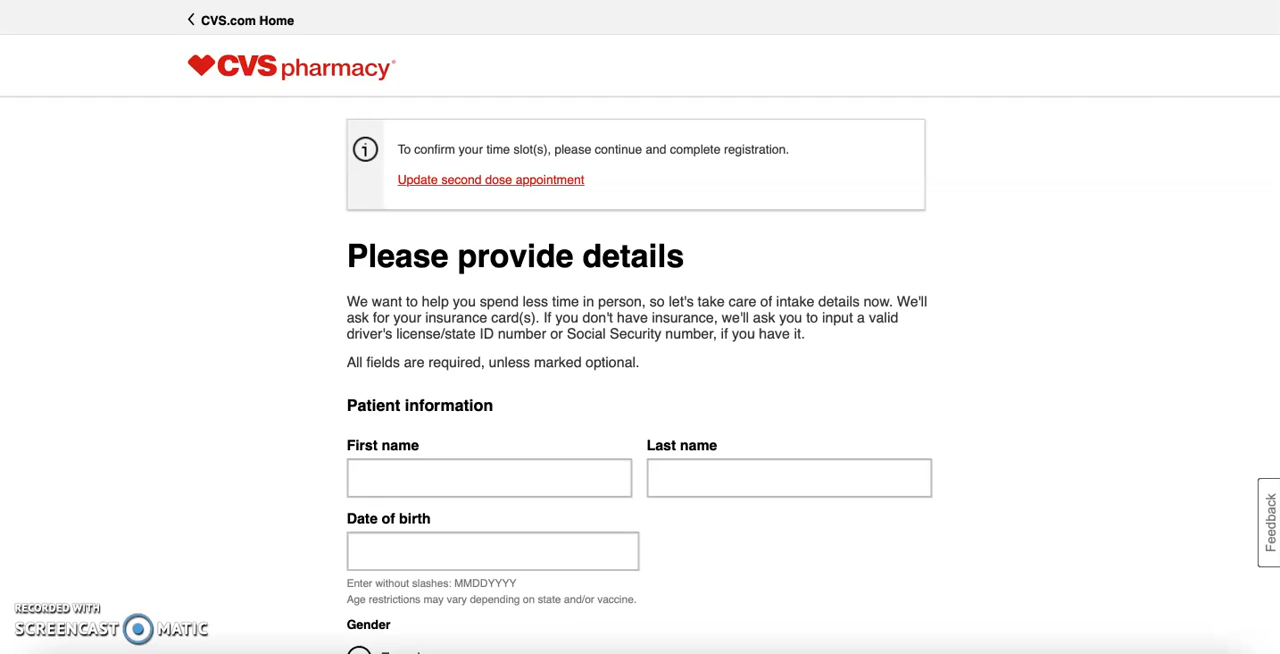 CVS.com Home
CVS pharmacy®
To confirm your time slot(s), please continue and complete registration.
Update second dose appointment
Please provide details
We want to help you spend less time in person, so let's take care of intake details now. We'll
ask for your insurance card(s). If you don't have insurance, we'll ask you to input a valid
driver's license/state ID number or Social Security number, if you have it.
All fields are required, unless marked optional.
Patient information
First name
Last name
Date of birth
Enter without slashes: MMDDYYYY
Age restrictions may vary depending on state and/or vaccine.
Gender
Feedback
RECORDED WITH
SCREENCAST MATIC